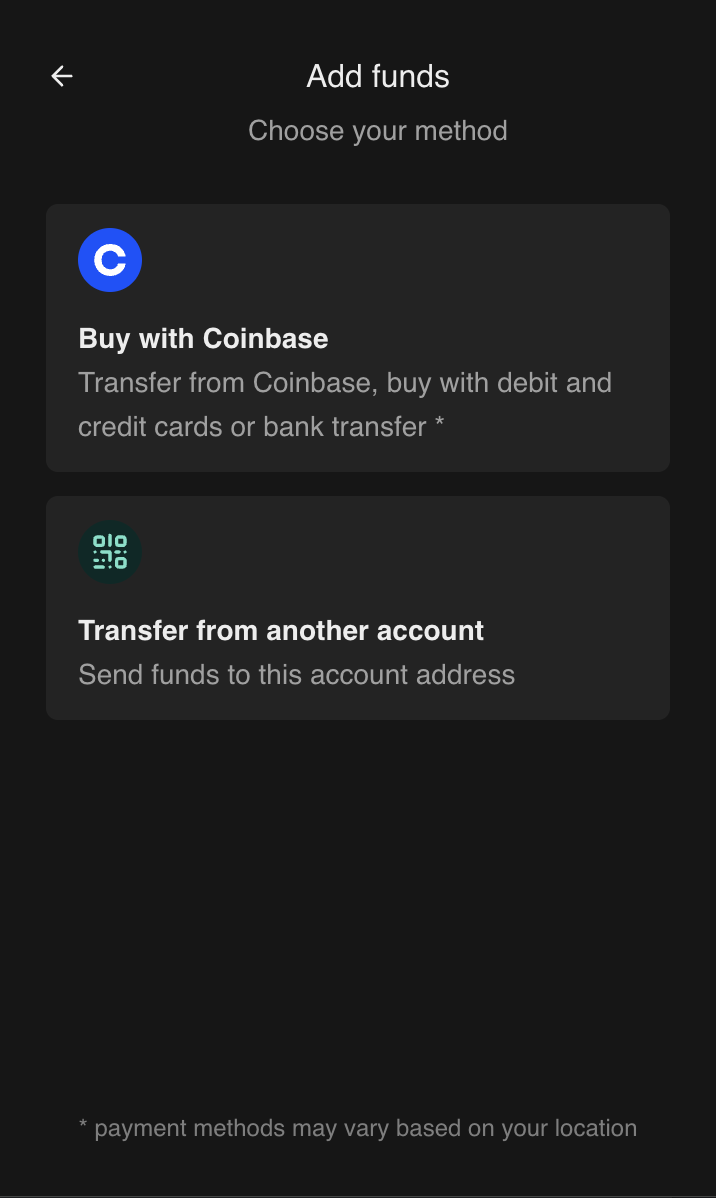 Add funds
Choose your method
Buy with Coinbase
Transfer from Coinbase, buy with debit and
credit cards or bank transfer *
Transfer from another account
Send funds to this account address
* payment methods may vary based on your location